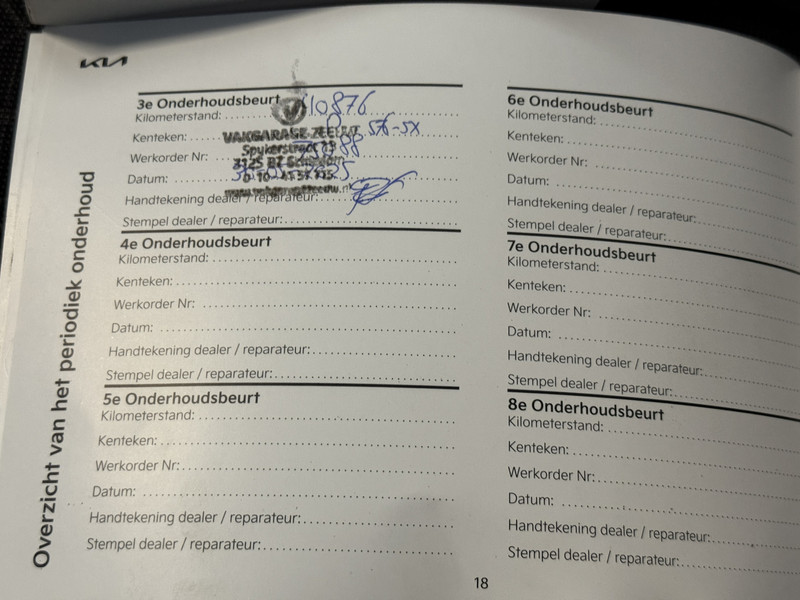 KIA
Overzicht van het periodiek onderhoud
3e Onderhoudsbeurt
Kilometerstand: 10876
Kenteken:
Werkorder Nr:
Datum:
Handtekening dealer / reparateur:
Stempel dealer / reparateur:
VAKGARAGE
4e Onderhoudsbeurt
Kilometerstand:
Kenteken:
Werkorder Nr:
Datum:
Handtekening dealer / reparateur:
Stempel dealer / reparateur:
5e Onderhoudsbeurt
Kilometerstand:
Kenteken:
Werkorder Nr:
Datum:
Handtekening dealer / reparateur:
Stempel dealer / reparateur:
6e Onderhoudsbeurt
Kilometerstand:
Kenteken:
Werkorder Nr:
Datum:
Handtekening dealer / reparateur:
Stempel dealer / reparateur:
7e Onderhoudsbeurt
Kilometerstand:
Kenteken:
Werkorder Nr:
Datum:
Handtekening dealer / reparateur:
Stempel dealer / reparateur:
8e Onderhoudsbeurt
Kilometerstand:
Kenteken:
Werkorder Nr:
Datum:
Handtekening dealer / reparateur:
Stempel dealer / reparateur:
18